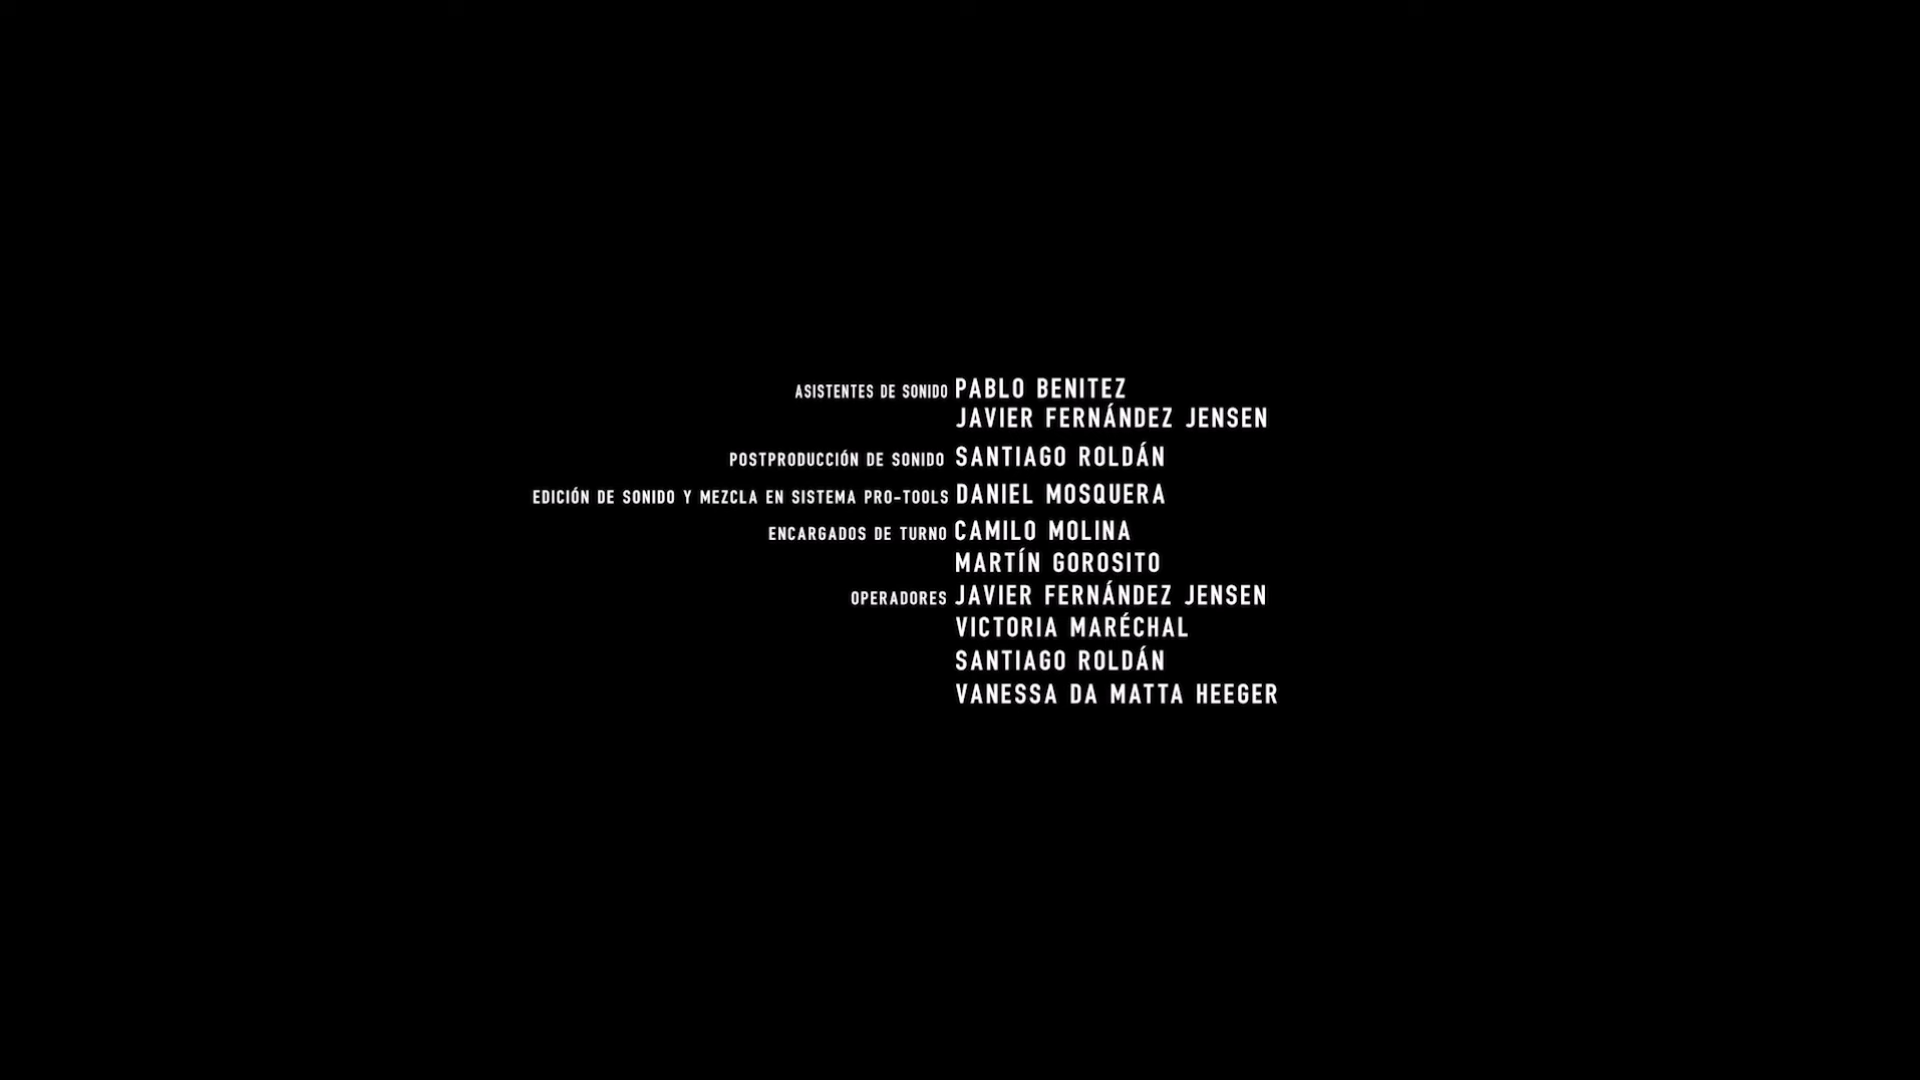 ASISTENTES DE SONIDO PABLO BENITEZ
JAVIER FERNÁNDEZ JENSEN
POSTPRODUCCIÓN DE SONIDO SANTIAGO ROLDÁN
EDICIÓN DE SONIDO Y MEZCLA EN SISTEMA PRO-TOOLS DANIEL MOSQUERA
ENCARGADOS DE TURNO CAMILO MOLINA
MARTÍN GOROSITO
OPERADORES JAVIER FERNÁNDEZ JENSEN
VICTORIA MARÉCHAL
SANTIAGO ROLDÁN
VANESSA DA MATTA HEEGER